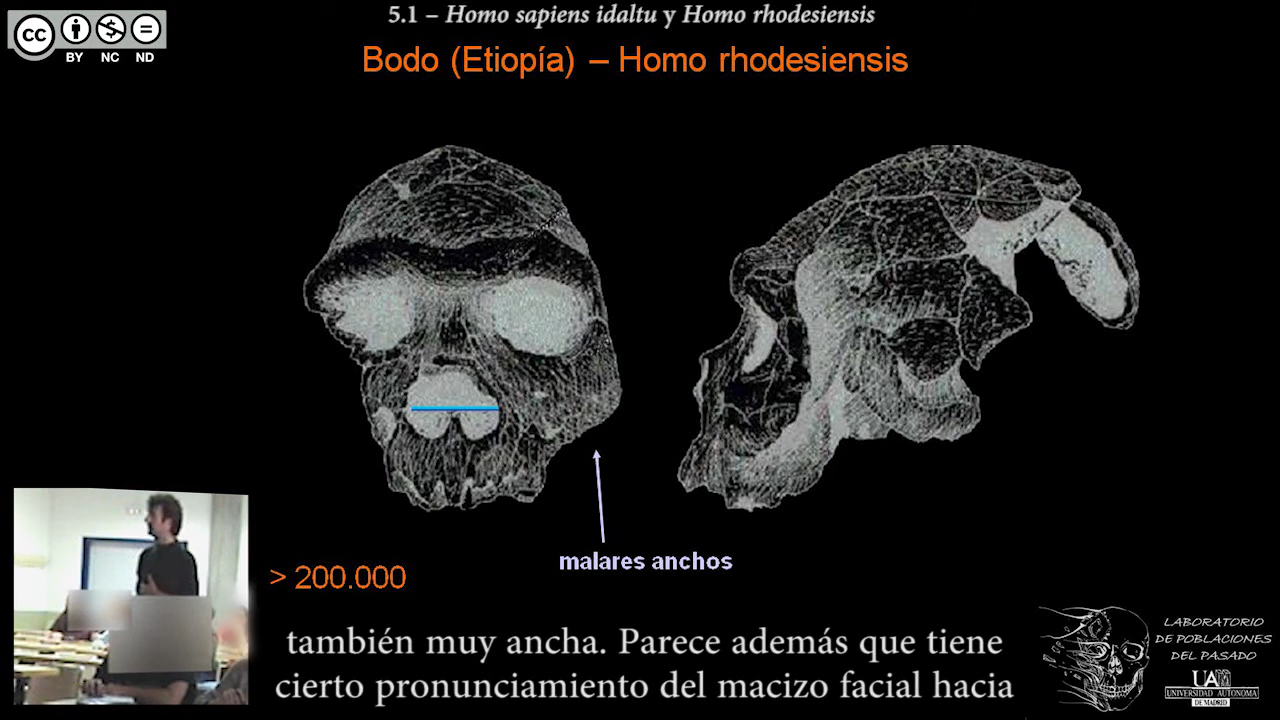 5.1 – Homo sapiens idaltu y Homo rhodesiensis
cc
BY NC ND
Bodo (Etiopía) – Homo rhodesiensis
malares anchos
> 200.000
también muy ancha. Parece además que tiene
cierto pronunciamiento del macizo facial hacia
LABORATORIO
DE POBLACIONES
DEL PASADO
UAM
UNIVERSIDAD AUTONOMA
DE MADRID